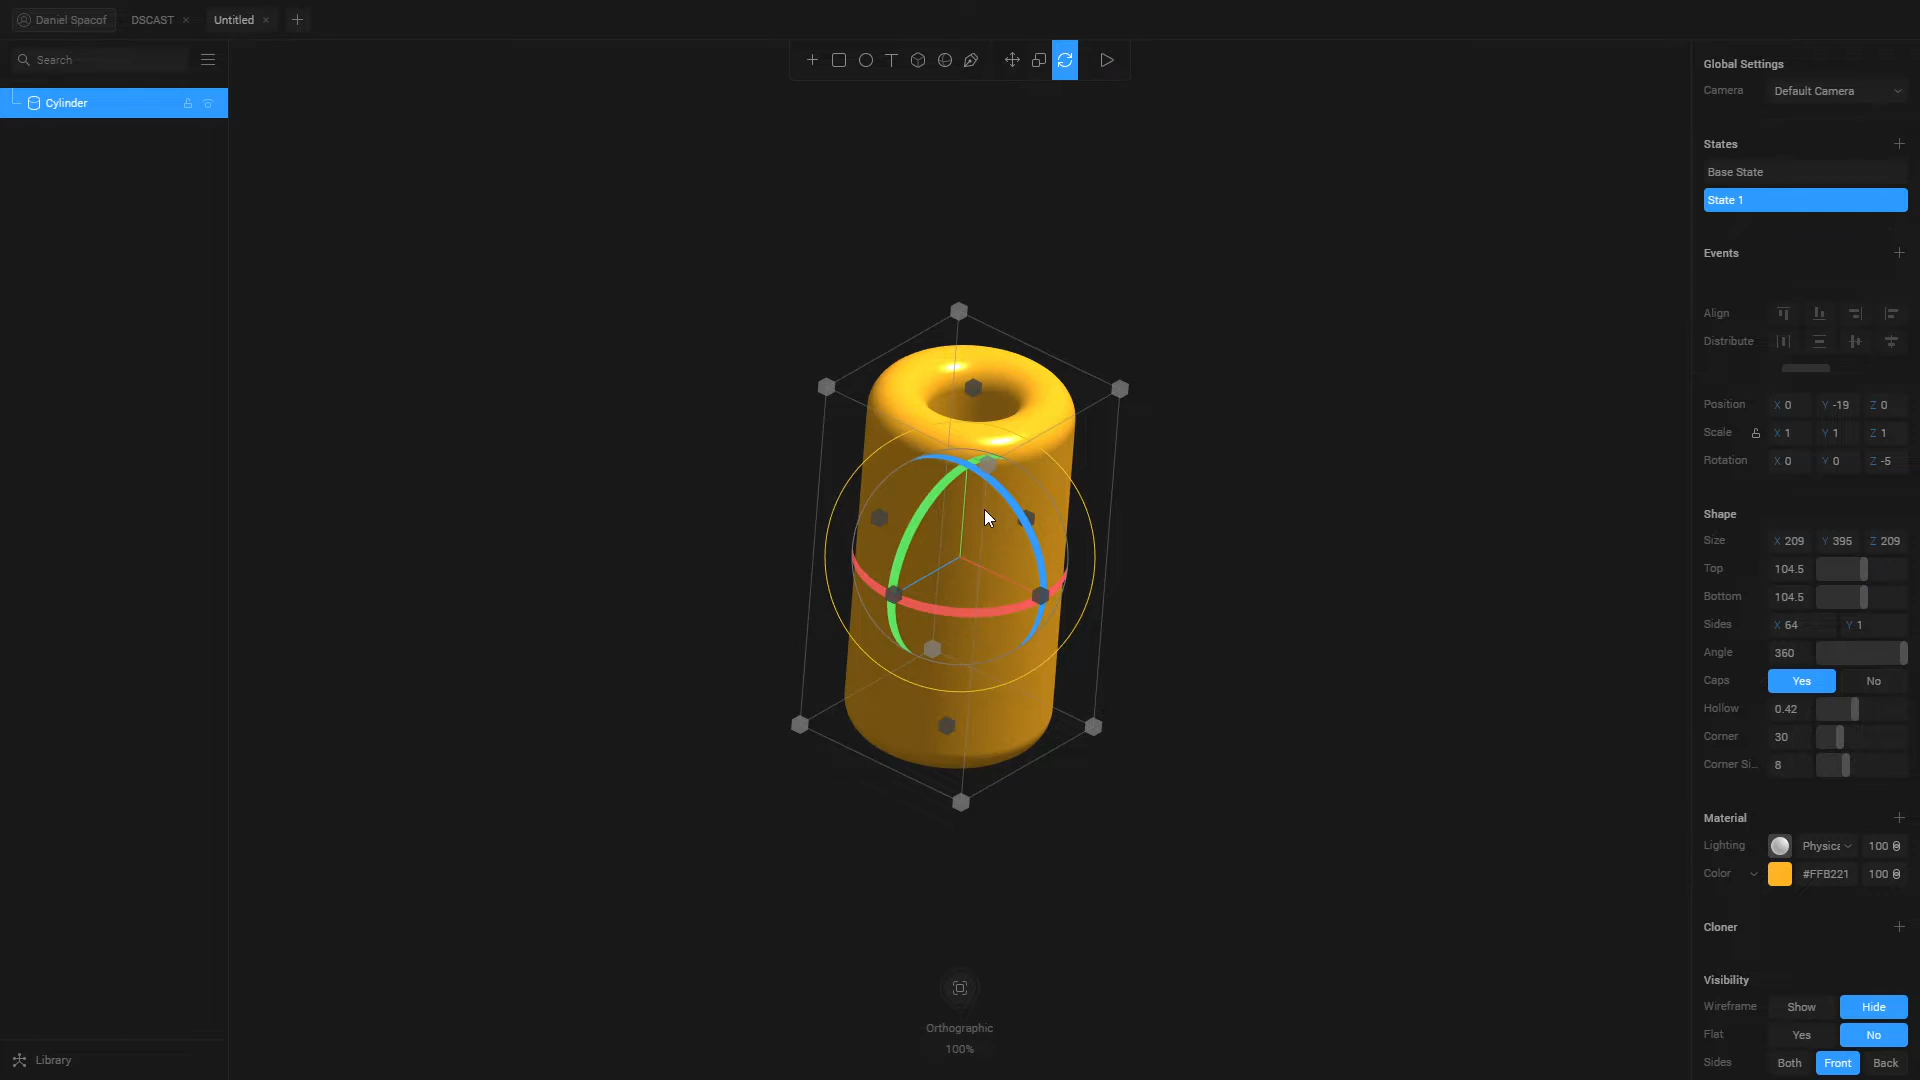 Daniel Spacof
DSCAST
Untitled
Search
Cylinder
Library
Orthographic
100%
Global Settings
Camera Default Camera
States
Base State
State 1
Events
Align
Distribute
Position X 0 Y -19 Z 0
Scale X 1 Y 1 Z 1
Rotation X 0 Y 0 Z -5
Shape
Size X 209 Y 395 Z 209
Top 104.5
Bottom 104.5
Sides X 64 Y 1
Angle 360
Caps Yes No
Hollow 0.42
Corner 30
Corner Si... 8
Material
Lighting Physica 100
Color #FFB221 100
Cloner
Visibility
Wireframe Show Hide
Flat Yes No
Sides Both Front Back